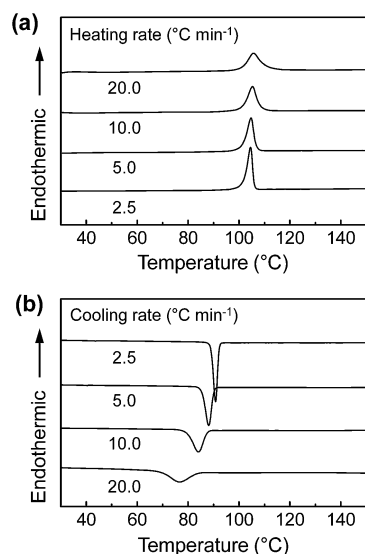 (a)
Heating rate (°C min⁻¹)
20.0
10.0
5.0
2.5
Endothermic
40 60 80 100 120 140
Temperature (°C)
(b)
Cooling rate (°C min⁻¹)
2.5
5.0
10.0
20.0
Endothermic
40 60 80 100 120 140
Temperature (°C)